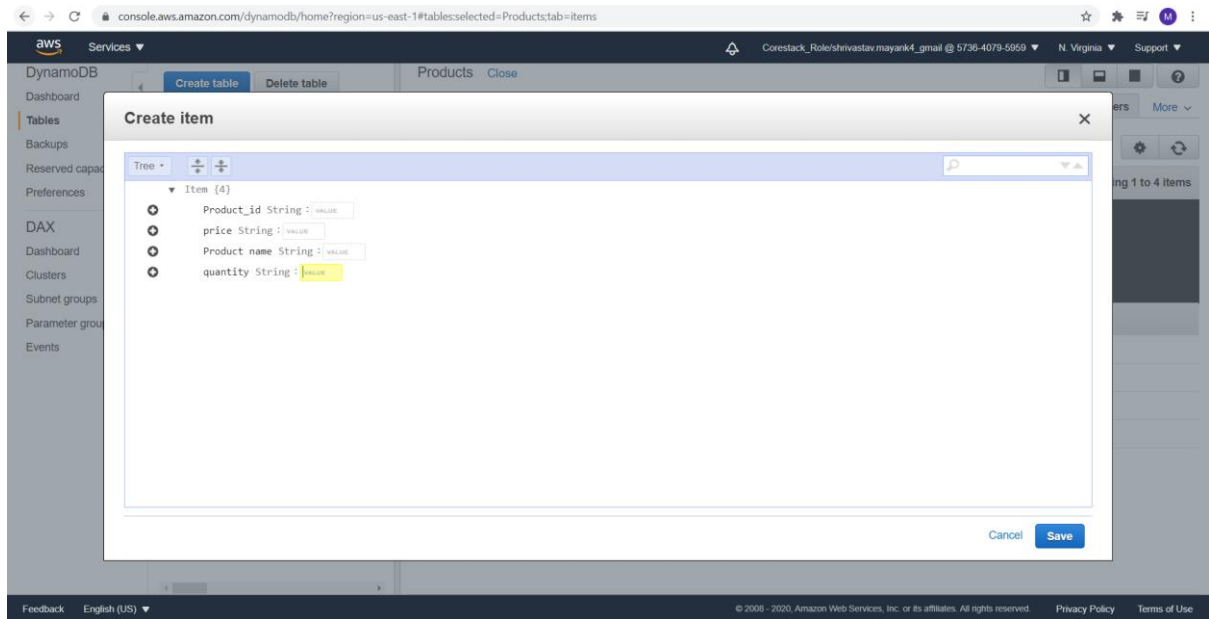 console.aws.amazon.com/dynamodb/home?region=us-east-1#tables:selected=Products;tab=items
M
aws Services Corestack_Role/shrivastav.mayank4_gmail @ 5736-4079-5959 N. Virginia Support
DynamoDB
Create table Delete table
Products Close
Dashboard
Tables
Backups
Reserved capac
Preferences
DAX
Dashboard
Clusters
Subnet groups
Parameter grou
Events
ers More
ing 1 to 4 items
Create item
Tree
Item {4}
Product_id String : VALUE
price String : VALUE
Product name String : VALUE
quantity String : VALUE
Cancel Save
Feedback English (US) © 2008 - 2020, Amazon Web Services, Inc. or its affiliates. All rights reserved. Privacy Policy Terms of Use